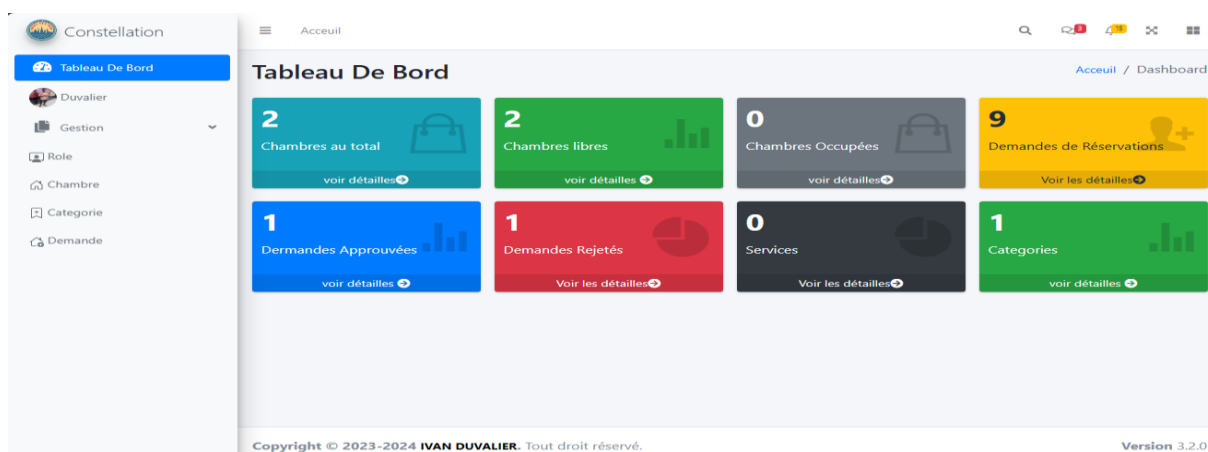 Constellation
Acceuil
3
15
Tableau De Bord
Duvalier
Gestion
Role
Chambre
Categorie
Demande
Tableau De Bord
Acceuil / Dashboard
2
Chambres au total
voir détailles
2
Chambres libres
voir détailles
0
Chambres Occupées
voir détailles
9
Demandes de Réservations
Voir les détailles
1
Dermandes Approuvées
voir détailles
1
Demandes Rejetés
Voir les détailles
0
Services
Voir les détailles
1
Categories
voir détailles
Copyright © 2023-2024 IVAN DUVALIER. Tout droit réservé.
Version 3.2.0